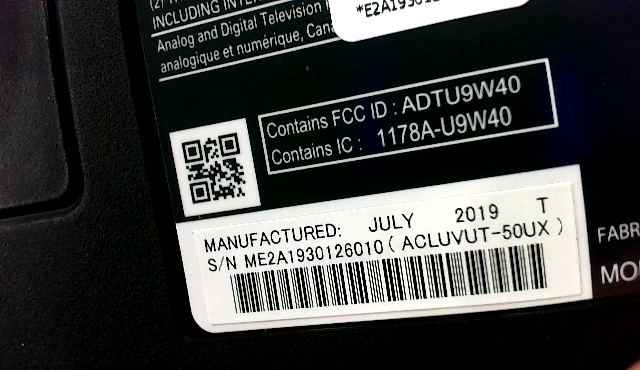 INCLUDING INTER
Analog and Digital Television
analogique et numérique, Cana
*E2A19301
Contains FCC ID : ADTU9W40
Contains IC : 1178A-U9W40
MANUFACTURED: JULY 2019 T
S/N ME2A1930126010 ( ACLUVUT-50UX )
FABR
MO